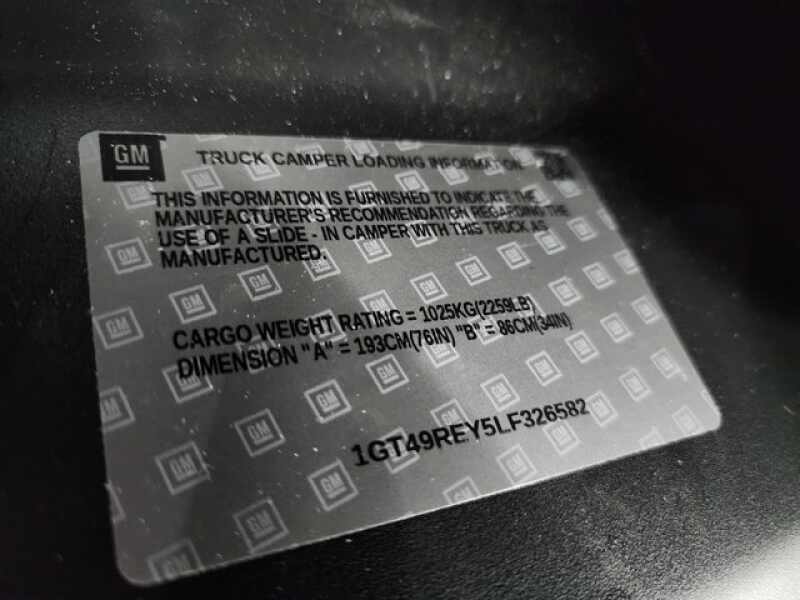 GM TRUCK CAMPER LOADING INFORMATION
THIS INFORMATION IS FURNISHED TO INDICATE THE
MANUFACTURER'S RECOMMENDATION REGARDING THE
USE OF A SLIDE - IN CAMPER WITH THIS TRUCK AS
MANUFACTURED.
CARGO WEIGHT RATING = 1025KG(2259LB)
DIMENSION "A" = 193CM(76IN) "B" = 86CM(34IN)
1GT49REY5LF326582